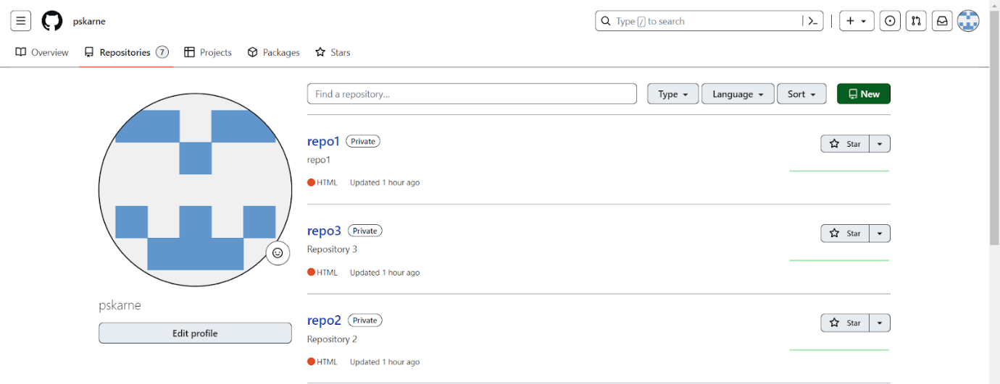 pskarne
Type / to search
Overview Repositories 7 Projects Packages Stars
Find a repository... Type Language Sort New
repo1 Private Star
repo1
HTML Updated 1 hour ago
repo3 Private Star
Repository 3
HTML Updated 1 hour ago
pskarne
Edit profile
repo2 Private Star
Repository 2
HTML Updated 1 hour ago